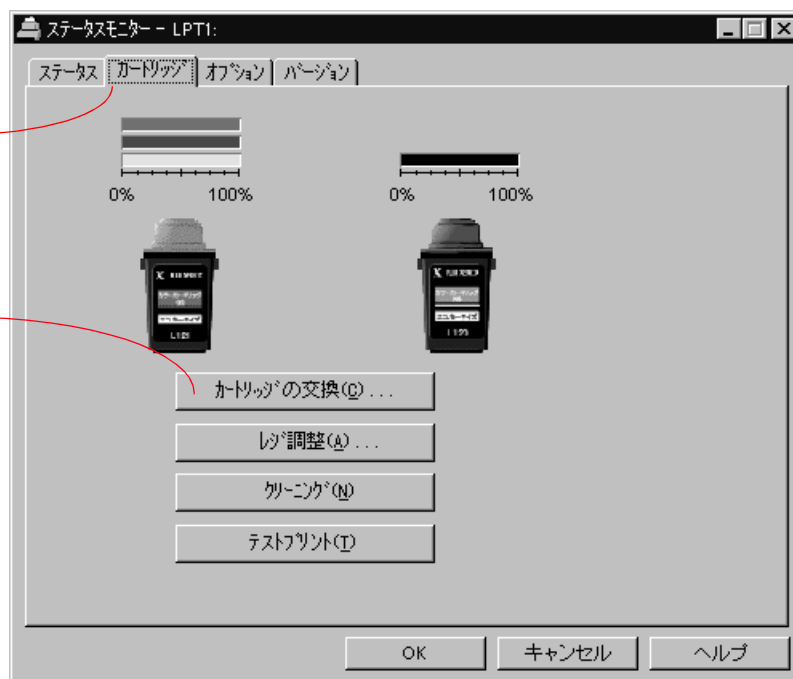 ステータスモニター - LPT1:
ステータス カートリッジ オプション バージョン
0% 100% 0% 100%
カートリッジの交換(C)...
レジ調整(A)...
クリーニング(N)
テストプリント(T)
OK キャンセル ヘルプ